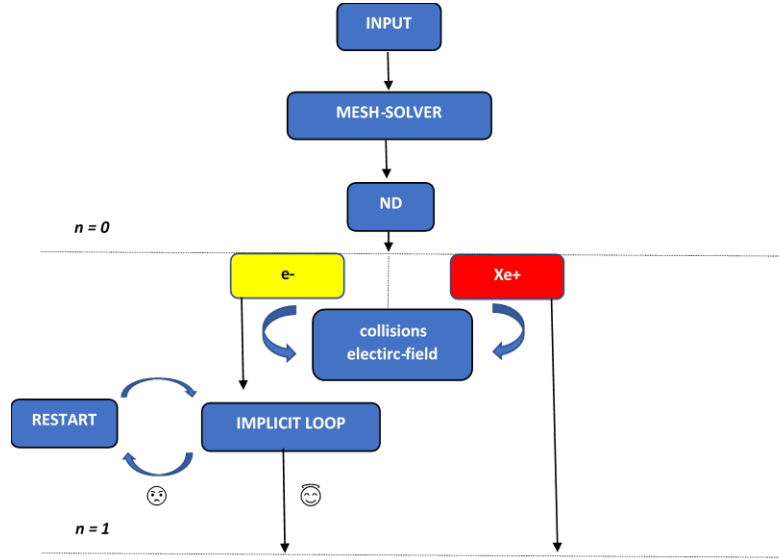 INPUT
MESH-SOLVER
ND
n = 0
e-
Xe+
collisions
electirc-field
RESTART
IMPLICIT LOOP
n = 1